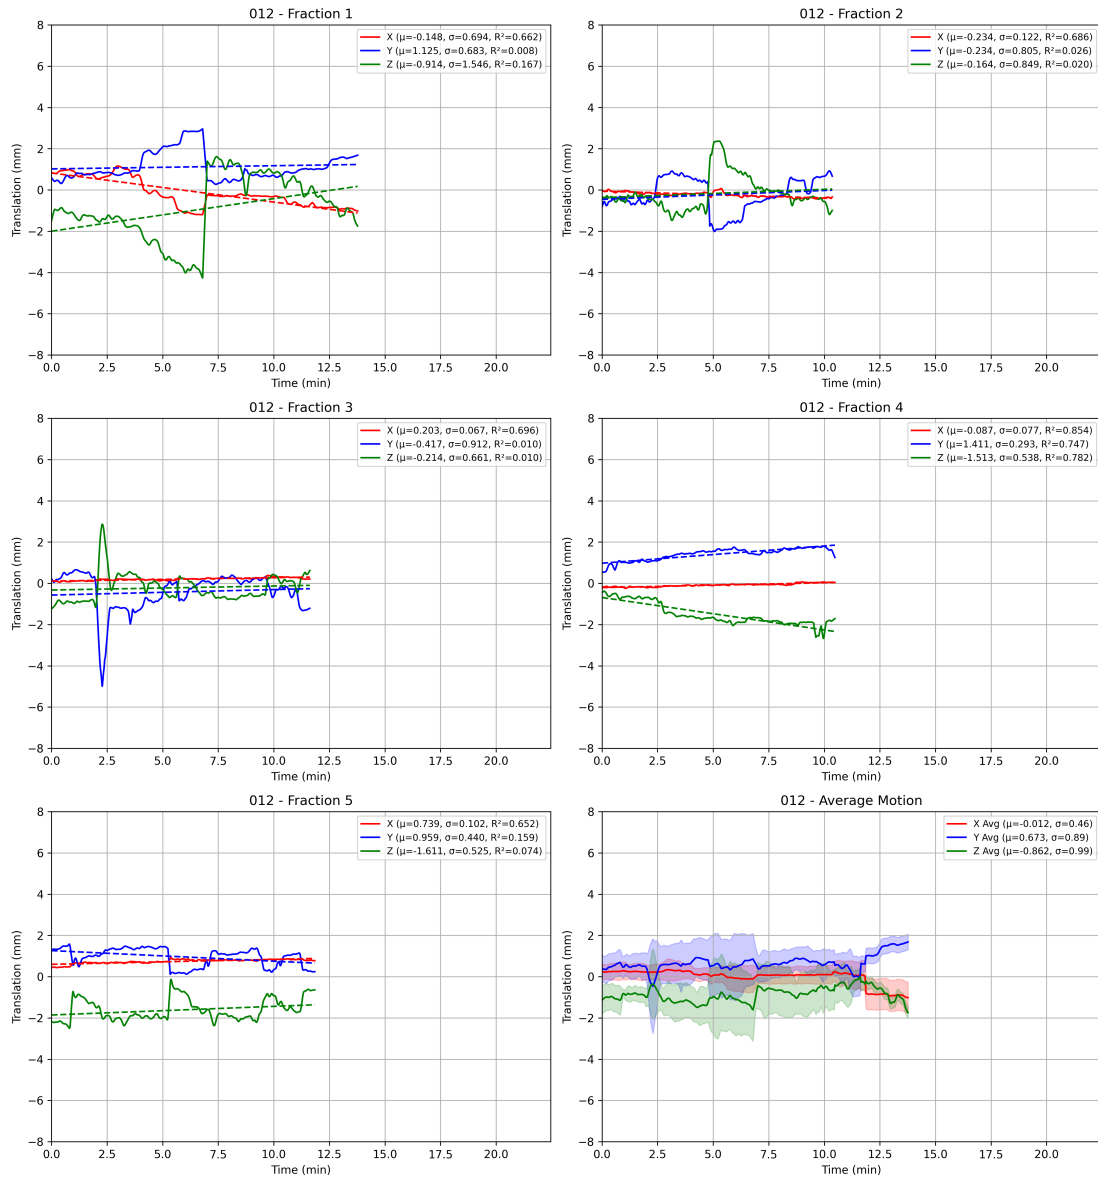 012 - Fraction 1
X (μ=-0.148, σ=0.694, R²=0.662)
Y (μ=1.125, σ=0.683, R²=0.008)
Z (μ=-0.914, σ=1.546, R²=0.167)
Translation (mm)
8
6
4
2
0
−2
−4
−6
−8
0.0 2.5 5.0 7.5 10.0 12.5 15.0 17.5 20.0
Time (min)
012 - Fraction 2
X (μ=-0.234, σ=0.122, R²=0.686)
Y (μ=-0.234, σ=0.805, R²=0.026)
Z (μ=-0.164, σ=0.849, R²=0.020)
Translation (mm)
8
6
4
2
0
−2
−4
−6
−8
0.0 2.5 5.0 7.5 10.0 12.5 15.0 17.5 20.0
Time (min)
012 - Fraction 3
X (μ=0.203, σ=0.067, R²=0.696)
Y (μ=-0.417, σ=0.912, R²=0.010)
Z (μ=-0.214, σ=0.661, R²=0.010)
Translation (mm)
8
6
4
2
0
−2
−4
−6
−8
0.0 2.5 5.0 7.5 10.0 12.5 15.0 17.5 20.0
Time (min)
012 - Fraction 4
X (μ=-0.087, σ=0.077, R²=0.854)
Y (μ=1.411, σ=0.293, R²=0.747)
Z (μ=-1.513, σ=0.538, R²=0.782)
Translation (mm)
8
6
4
2
0
−2
−4
−6
−8
0.0 2.5 5.0 7.5 10.0 12.5 15.0 17.5 20.0
Time (min)
012 - Fraction 5
X (μ=0.739, σ=0.102, R²=0.652)
Y (μ=0.959, σ=0.440, R²=0.159)
Z (μ=-1.611, σ=0.525, R²=0.074)
Translation (mm)
8
6
4
2
0
−2
−4
−6
−8
0.0 2.5 5.0 7.5 10.0 12.5 15.0 17.5 20.0
Time (min)
012 - Average Motion
X Avg (μ=-0.012, σ=0.46)
Y Avg (μ=0.673, σ=0.89)
Z Avg (μ=-0.862, σ=0.99)
Translation (mm)
8
6
4
2
0
−2
−4
−6
−8
0.0 2.5 5.0 7.5 10.0 12.5 15.0 17.5 20.0
Time (min)